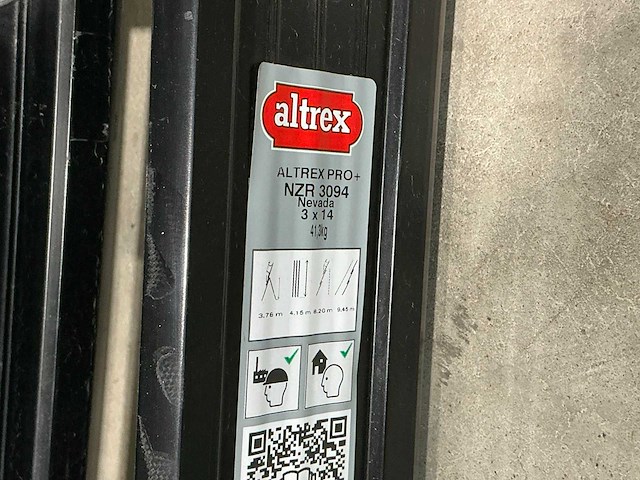 altrex
ALTREX PRO+
NZR 3094
Nevada
3 x 14
41,3kg
3.76 m 4.15 m 8.20 m 9.45 m